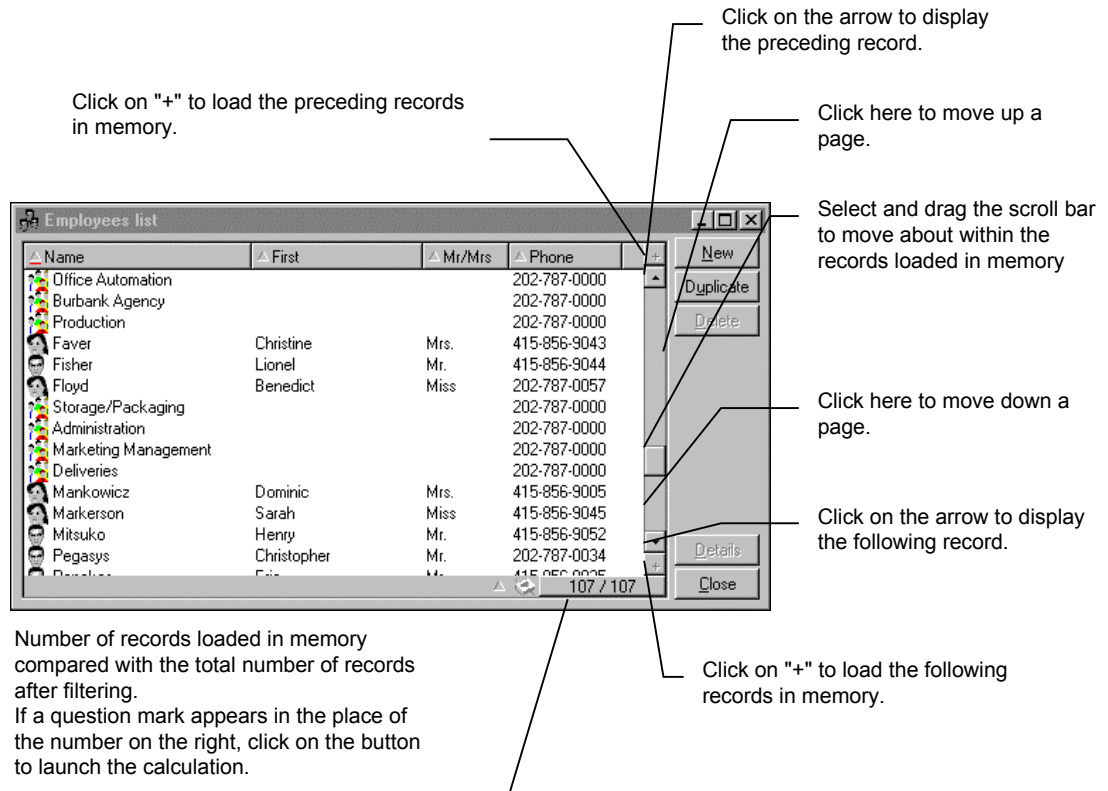 Click on the arrow to display
the preceding record.
Click on "+" to load the preceding records
in memory.
Click here to move up a
page.
Select and drag the scroll bar
to move about within the
records loaded in memory
Employees list
Name First Mr/Mrs Phone + New
Office Automation 202-787-0000 Duplicate
Burbank Agency 202-787-0000
Production 202-787-0000 Delete
Faver Christine Mrs. 415-856-9043
Fisher Lionel Mr. 415-856-9044
Floyd Benedict Miss 202-787-0057
Storage/Packaging 202-787-0000
Administration 202-787-0000
Marketing Management 202-787-0000
Deliveries 202-787-0000
Mankowicz Dominic Mrs. 415-856-9005
Markerson Sarah Miss 415-856-9045
Mitsuko Henry Mr. 415-856-9052
Pegasys Christopher Mr. 202-787-0034 Details
+
107 / 107 Close
Click here to move down a
page.
Click on the arrow to display
the following record.
Number of records loaded in memory
compared with the total number of records
after filtering.
If a question mark appears in the place of
the number on the right, click on the button
to launch the calculation.
Click on "+" to load the following
records in memory.